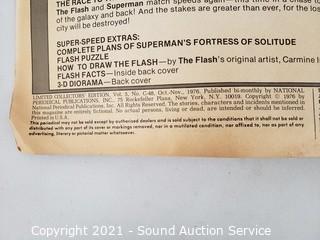 THE RACE TO
The Flash and Superman match speeds again— this time in a chase to
of the galaxy and back! And the stakes are greater than ever, for the los
city will be destroyed!
SUPER-SPEED EXTRAS:
COMPLETE PLANS OF SUPERMAN'S FORTRESS OF SOLITUDE
FLASH PUZZLE
HOW TO DRAW THE FLASH—by The Flash's original artist, Carmine I
FLASH FACTS—Inside back cover
3-D DIORAMA—Back cover
LIMITED COLLECTORS' EDITION, Vol. 5, No. C-48, Oct.-Nov., 1976. Published bi-monthly by NATIONAL
PERIODICAL PUBLICATIONS, INC., 75 Rockefeller Plaza, New York, N.Y. 10019. Copyright © 1976 by
National Periodical Publications, Inc. All Rights Reserved. The stories, characters and incidents mentioned in
this magazine are entirely fictional. No actual persons, living or dead, are intended or should be inferred.
Printed in U.S.A.
This periodical may not be sold except by authorized dealers and is sold subject to the conditions that it shall not be sold or
distributed with any part of its cover or markings removed, nor in a mutilated condition, nor affixed to, nor as part of any
advertising, literary or pictorial matter whatsoever.
Copyright 2021 - Sound Auction Service